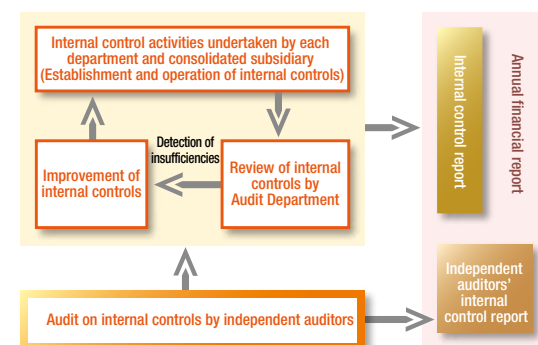 Internal control activities undertaken by each
department and consolidated subsidiary
(Establishment and operation of internal controls)
Detection of
insufficiencies
Improvement of
internal controls
Review of internal
controls by
Audit Department
Internal control report
Annual financial report
Independent
auditors'
internal
control report
Audit on internal controls by independent auditors